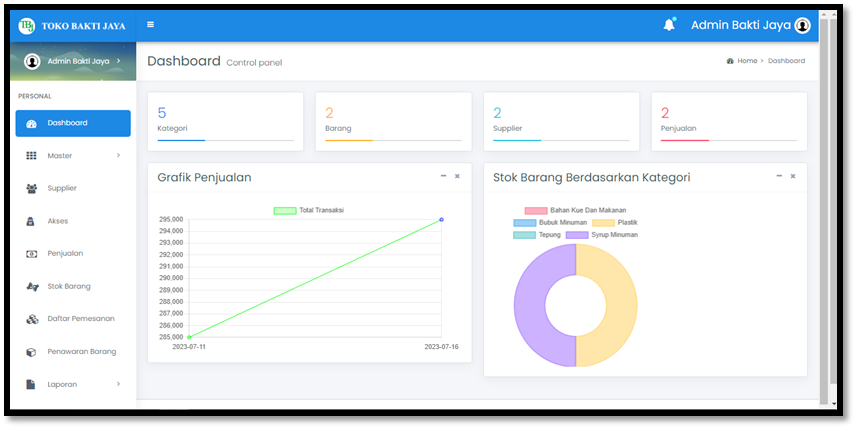 TBJ TOKO BAKTI JAYA
Admin Bakti Jaya
Admin Bakti Jaya
PERSONAL
Dashboard
Master
Supplier
Akses
Penjualan
Stok Barang
Daftar Pemesanan
Penawaran Barang
Laporan
Dashboard Control panel
Home > Dashboard
5
Kategori
2
Barang
2
Supplier
2
Penjualan
Grafik Penjualan
Total Transaksi
295,000
294,000
293,000
292,000
291,000
290,000
289,000
288,000
287,000
286,000
285,000
2023-07-11 2023-07-16
Stok Barang Berdasarkan Kategori
Bahan Kue Dan Makanan
Bubuk Minuman Plastik
Tepung Syrup Minuman